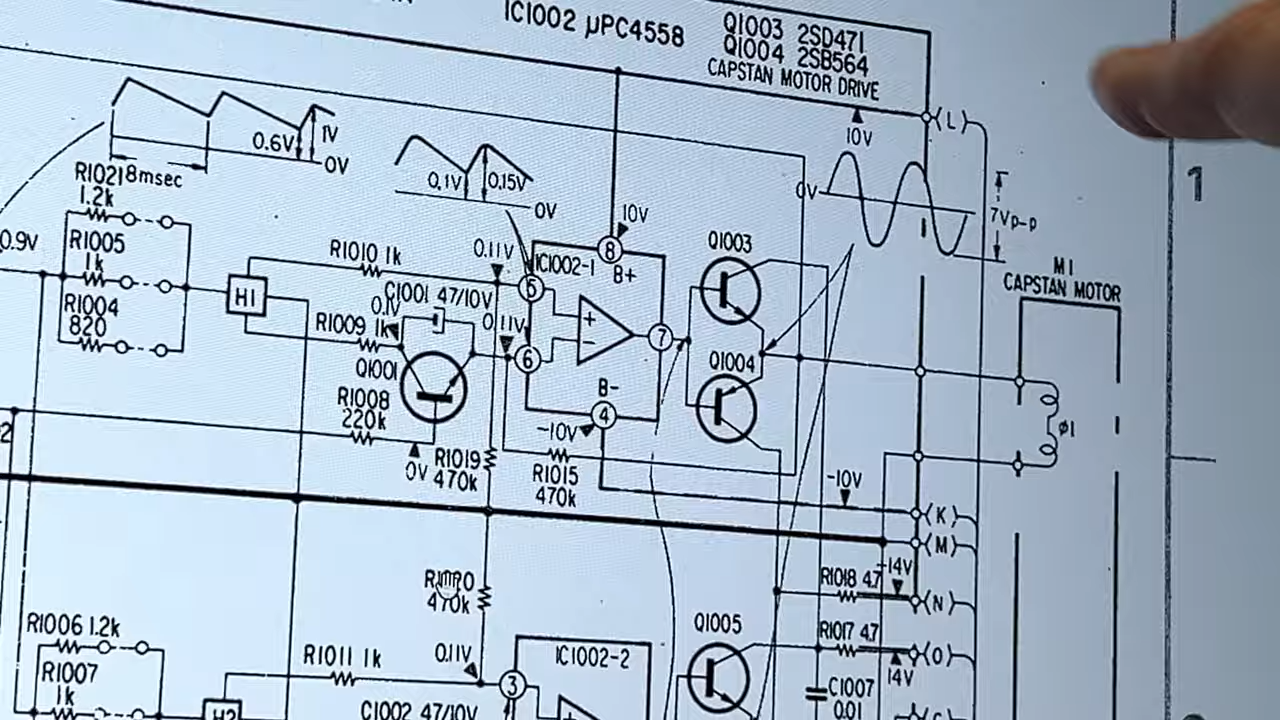 IC1002 µPC4558
Q1003 2SD471
Q1004 2SB564
CAPSTAN MOTOR DRIVE
(L)
10V
0V
7Vp-p
1
0.6V
1V
0V
8msec
0.1V
0.15V
0V
R1021
1.2k
0.9V
R1005
1k
R1004
820
H1
R1010 1k
0.11V
10V
8
B+
IC1002-1
5
C1001 47/10V
0.1V
R1009 1k
0.11V
6
+
−
7
Q1001
R1008
220k
0V
B-
4
-10V
R1019
470k
R1015
470k
Q1003
Q1004
M1
CAPSTAN MOTOR
φ1
-10V
(K)
(M)
-14V
R1018 4.7
(N)
R1017 4.7
(O)
14V
2
470k
R1006 1.2k
R1007
1k
H2
R1011 1k
0.11V
3
IC1002-2
C1002 47/10V
Q1005
C1007
0.01